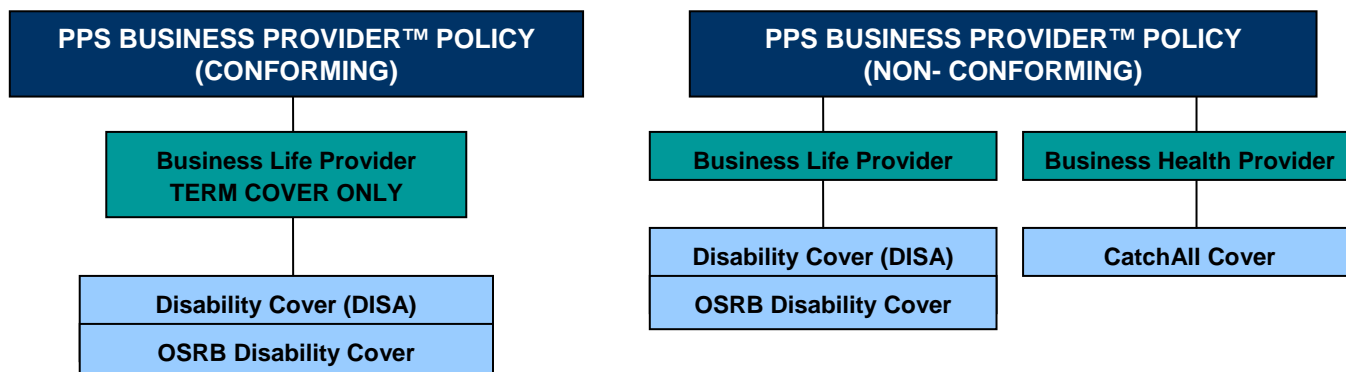 PPS BUSINESS PROVIDER™ POLICY
(CONFORMING)
Business Life Provider
TERM COVER ONLY
Disability Cover (DISA)
OSRB Disability Cover
PPS BUSINESS PROVIDER™ POLICY
(NON- CONFORMING)
Business Life Provider
Disability Cover (DISA)
OSRB Disability Cover
Business Health Provider
CatchAll Cover